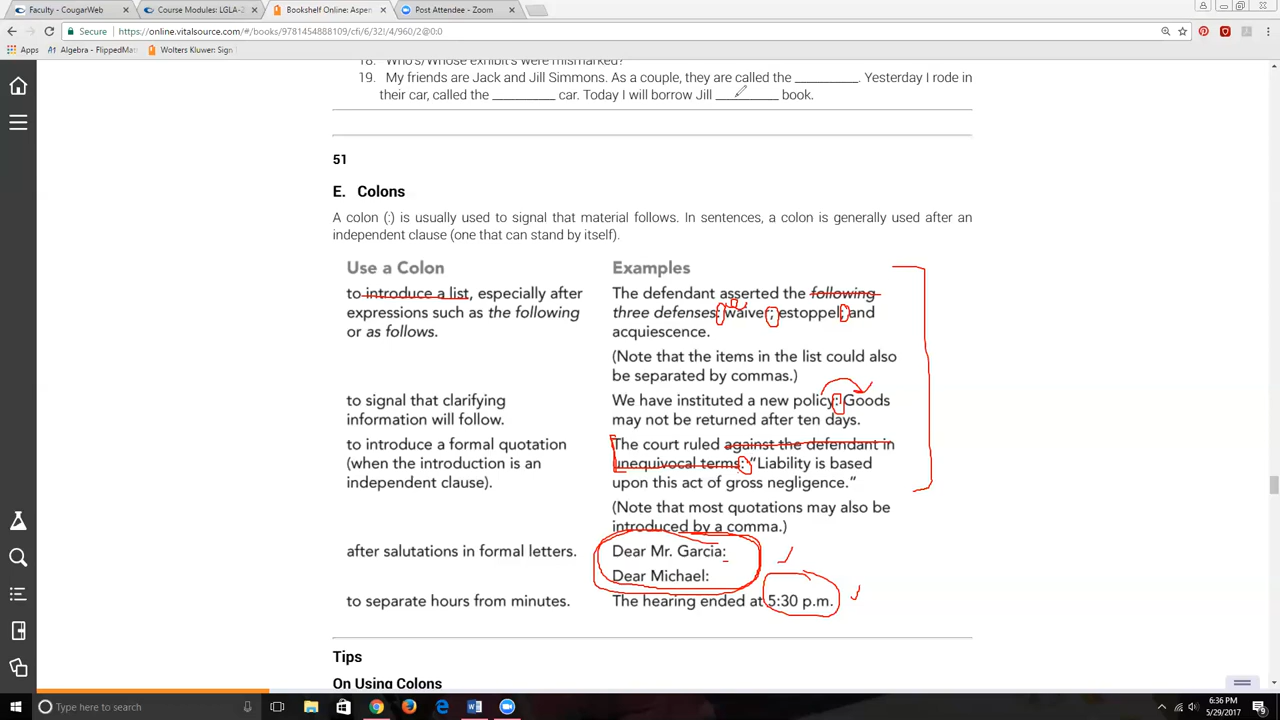 Faculty - CougarWeb
Course Modules: LGLA-2
Bookshelf Online: Aspen
Post Attendee - Zoom
Secure https://online.vitalsource.com/#/books/9781454888109/cfi/6/32!/4/960/2@0:0
Apps Algebra - FlippedMath Wolters Kluwer: Sign
18. Who's/Whose exhibit's were mismarked?
19. My friends are Jack and Jill Simmons. As a couple, they are called the __________. Yesterday I rode in
their car, called the __________ car. Today I will borrow Jill __________ book.
51
E. Colons
A colon (:) is usually used to signal that material follows. In sentences, a colon is generally used after an
independent clause (one that can stand by itself).
Use a Colon
Examples
to introduce a list, especially after
expressions such as the following
or as follows.
The defendant asserted the following
three defenses: waiver; estoppel; and
acquiescence.
(Note that the items in the list could also
be separated by commas.)
to signal that clarifying
information will follow.
We have instituted a new policy: Goods
may not be returned after ten days.
to introduce a formal quotation
(when the introduction is an
independent clause).
The court ruled against the defendant in
unequivocal terms: “Liability is based
upon this act of gross negligence.”
(Note that most quotations may also be
introduced by a comma.)
after salutations in formal letters.
Dear Mr. Garcia:
Dear Michael:
to separate hours from minutes.
The hearing ended at 5:30 p.m.
Tips
On Using Colons
Type here to search
6:36 PM
5/29/2017